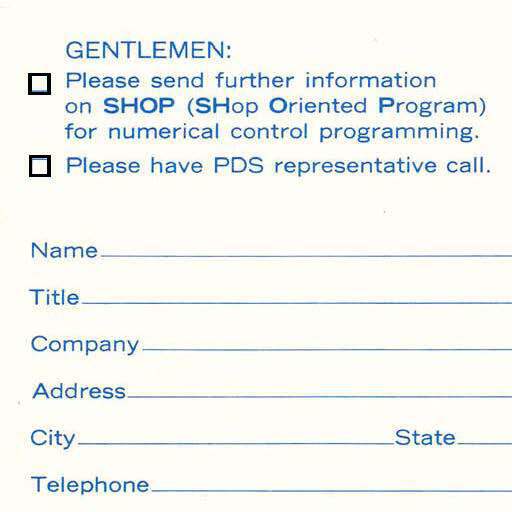 GENTLEMEN:
Please send further information
on SHOP (SHop Oriented Program)
for numerical control programming.
Please have PDS representative call.
Name
Title
Company
Address
City State
Telephone